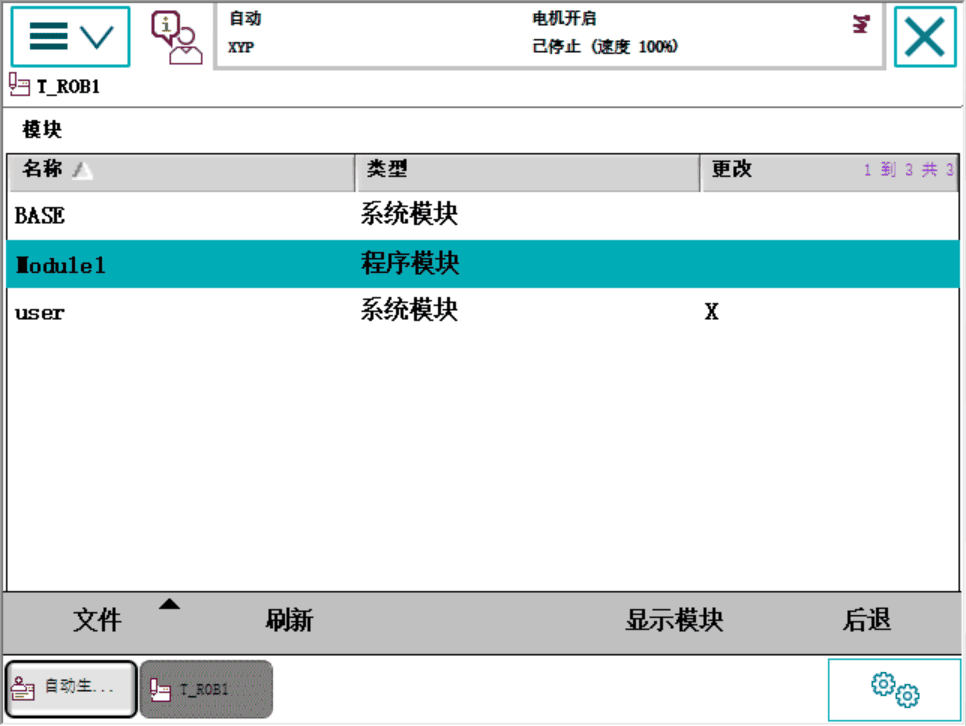 自动
XYP
电机开启
已停止 (速度 100%)
T_ROB1
模块
名称 类型 更改 1 到 3 共 3
BASE 系统模块
Module1 程序模块
user 系统模块 X
文件 刷新 显示模块 后退
自动生... T_ROB1